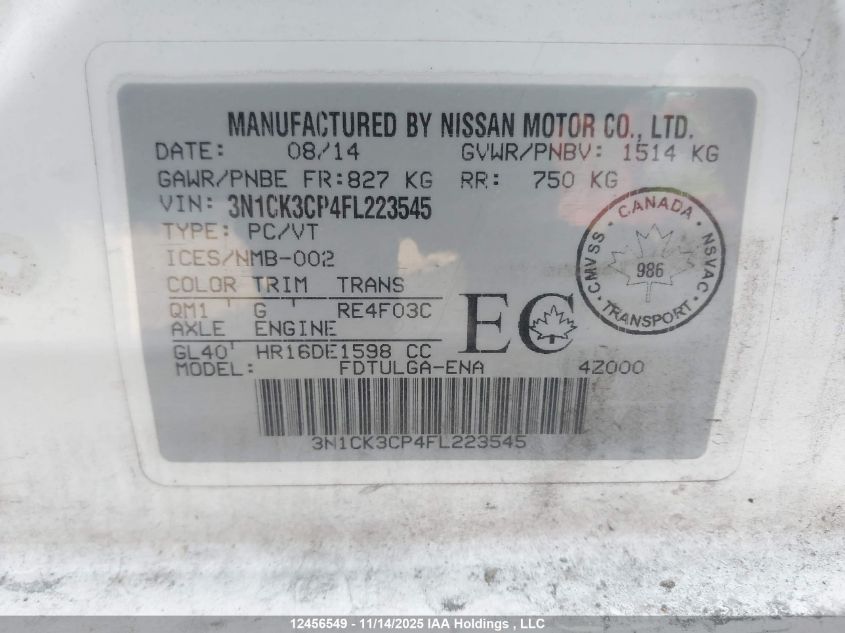 MANUFACTURED BY NISSAN MOTOR CO., LTD.
DATE: 08/14 GVWR/PNBV: 1514 KG
GAWR/PNBE FR:827 KG RR: 750 KG
VIN: 3N1CK3CP4FL223545
TYPE: PC/VT
ICES/NMB-002
COLOR TRIM TRANS
QM1 ' G ' RE4F03C
AXLE ENGINE
GL40' HR16DE1598 CC
MODEL: FDTULGA-ENA 4Z000
EC
CANADA
CMVSS 986 NSVAC
TRANSPORT
3N1CK3CP4FL223545
12456549 - 11/14/2025 IAA Holdings , LLC